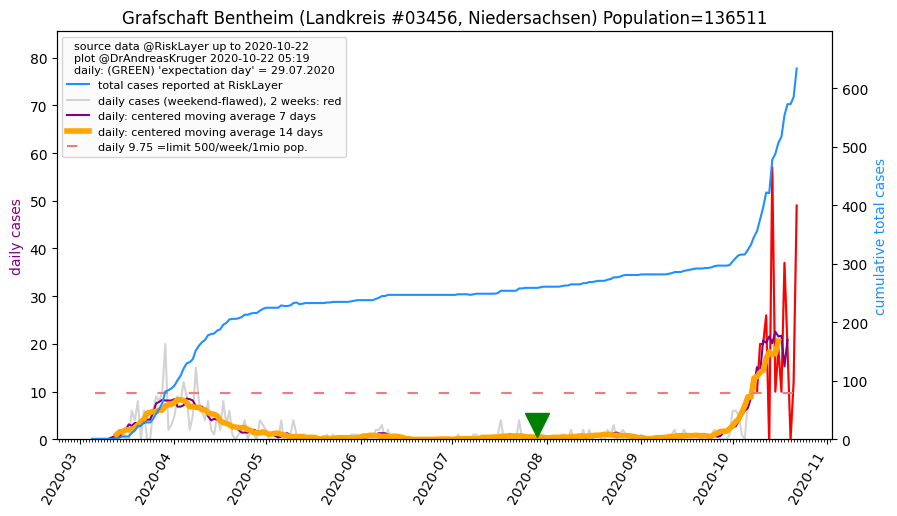 Grafschaft Bentheim (Landkreis #03456, Niedersachsen) Population=136511
source data @RiskLayer up to 2020-10-22
plot @DrAndreasKruger 2020-10-22 05:19
daily: (GREEN) 'expectation day' = 29.07.2020
total cases reported at RiskLayer
daily cases (weekend-flawed), 2 weeks: red
daily: centered moving average 7 days
daily: centered moving average 14 days
daily 9.75 =limit 500/week/1mio pop.
daily cases
80
70
60
50
40
30
20
10
0
cumulative total cases
600
500
400
300
200
100
0
2020-03
2020-04
2020-05
2020-06
2020-07
2020-08
2020-09
2020-10
2020-11